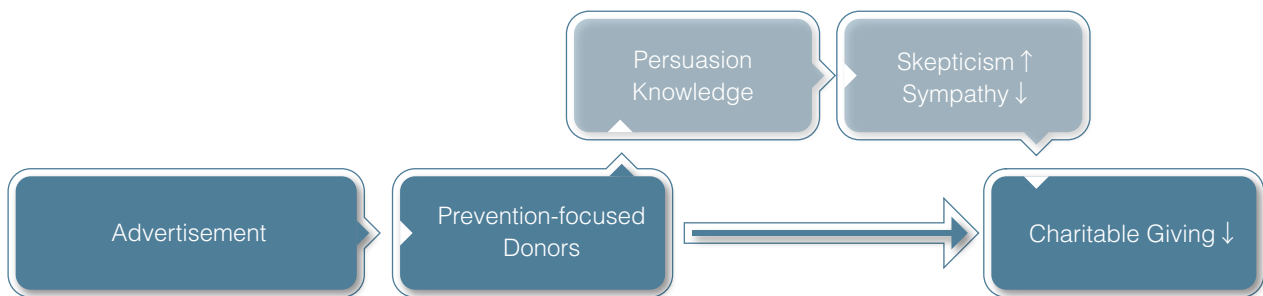 Persuasion
Knowledge
Skepticism ↑
Sympathy ↓
Advertisement
Prevention-focused
Donors
Charitable Giving ↓